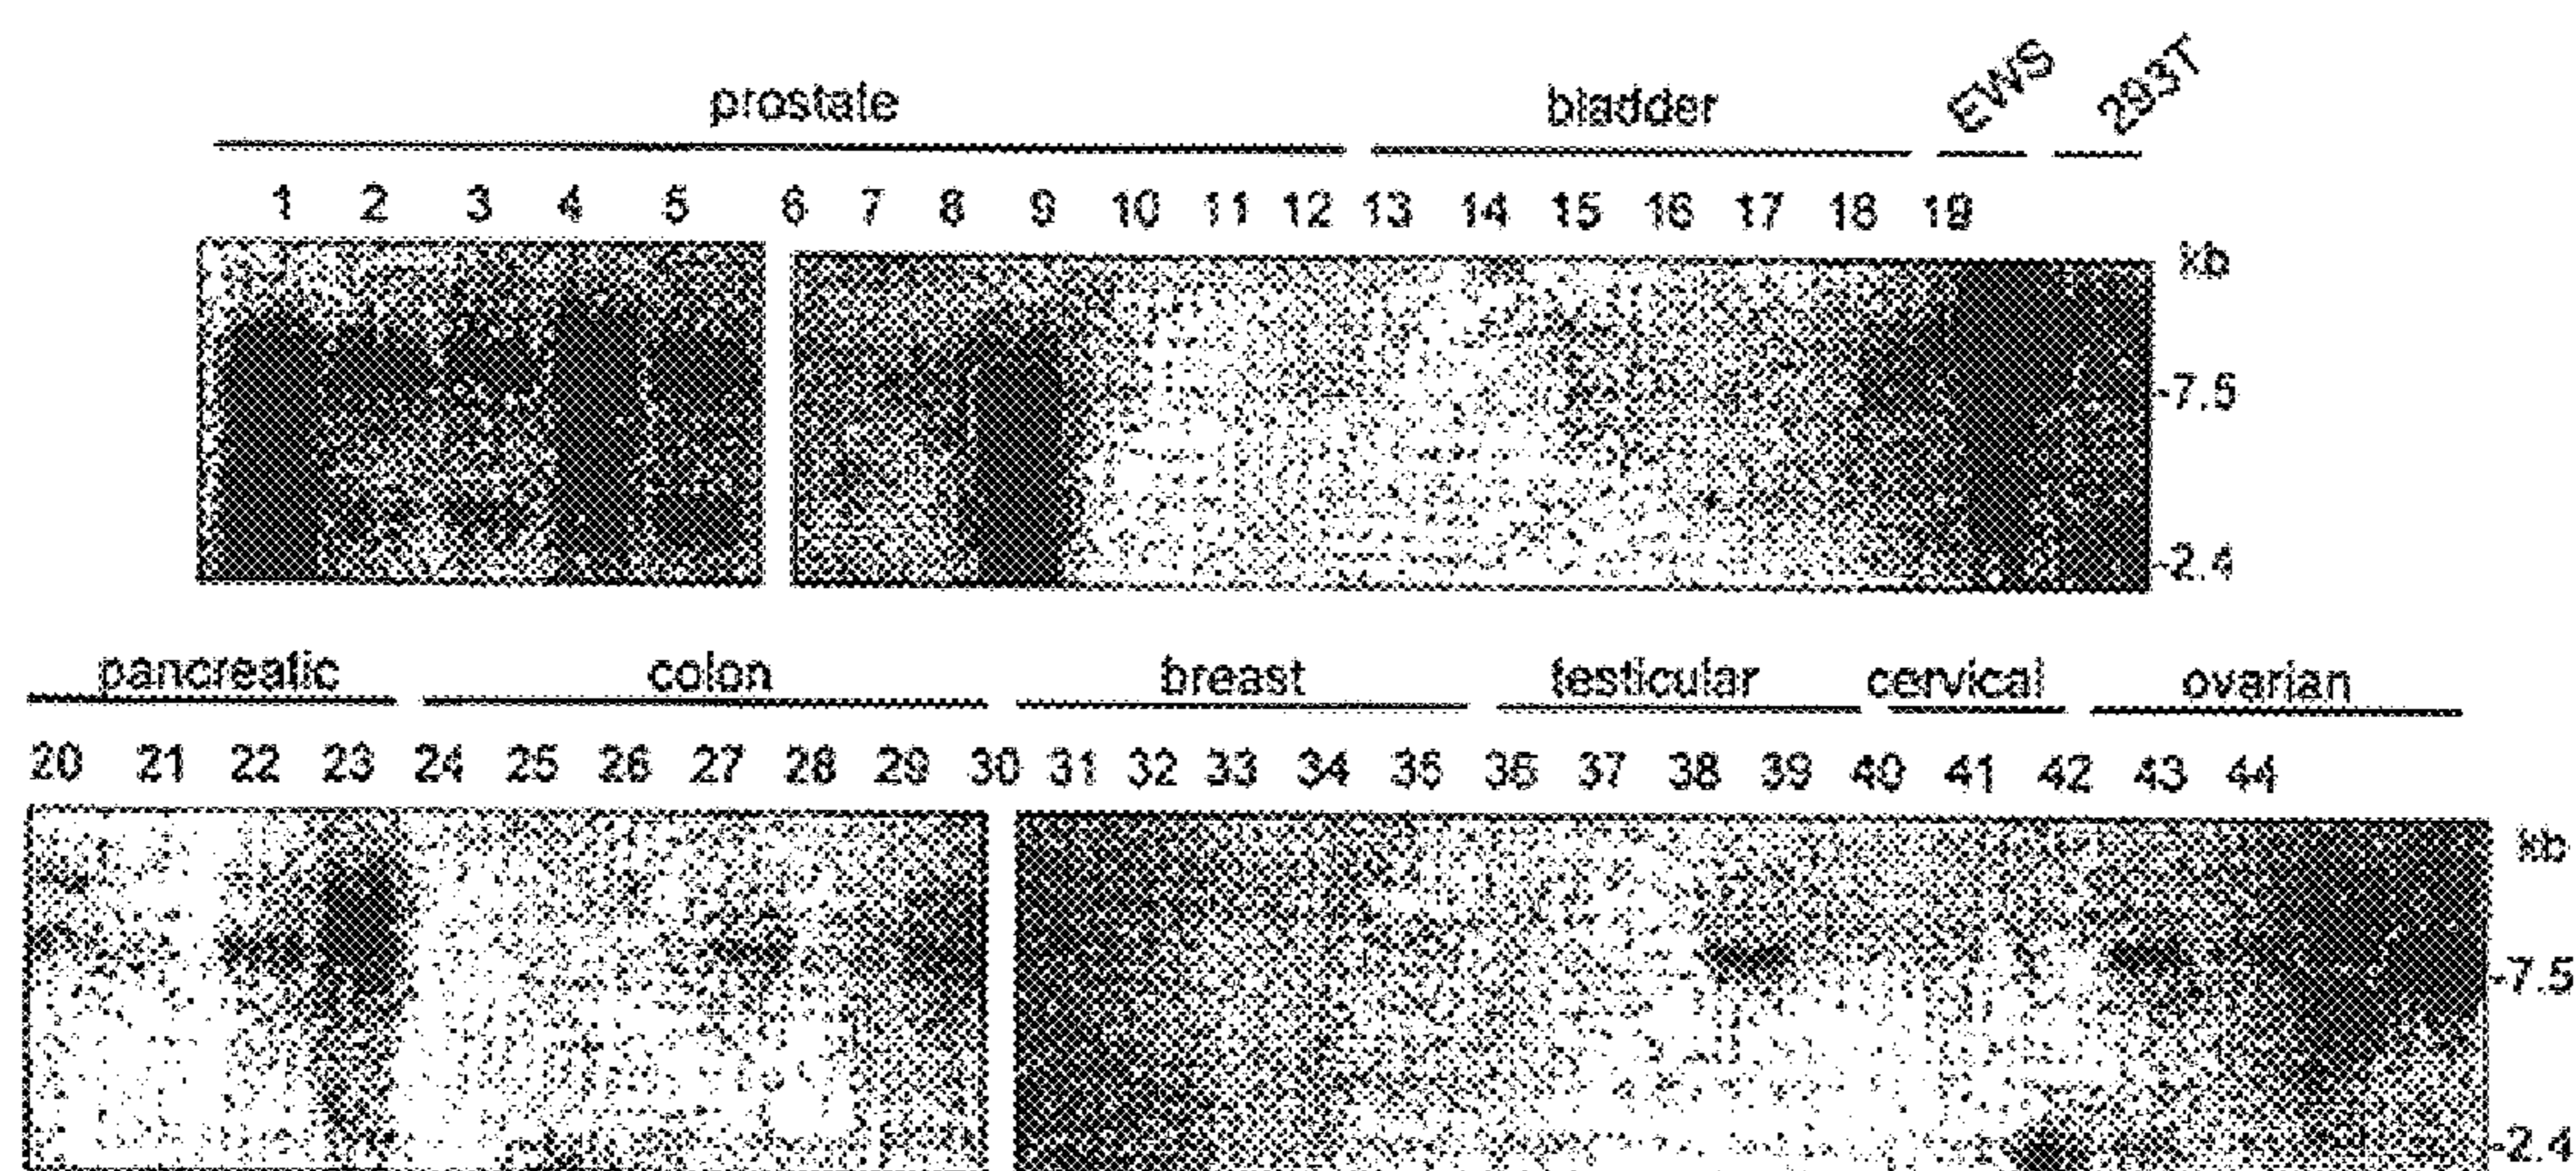 prostate bladder EWS 293T
1 2 3 4 5 6 7 8 9 10 11 12 13 14 15 16 17 18 19
kb
-7.5
-2.4
pancreatic colon breast testicular cervical ovarian
20 21 22 23 24 25 26 27 28 29 30 31 32 33 34 35 36 37 38 39 40 41 42 43 44
kb
-7.5
-2.4